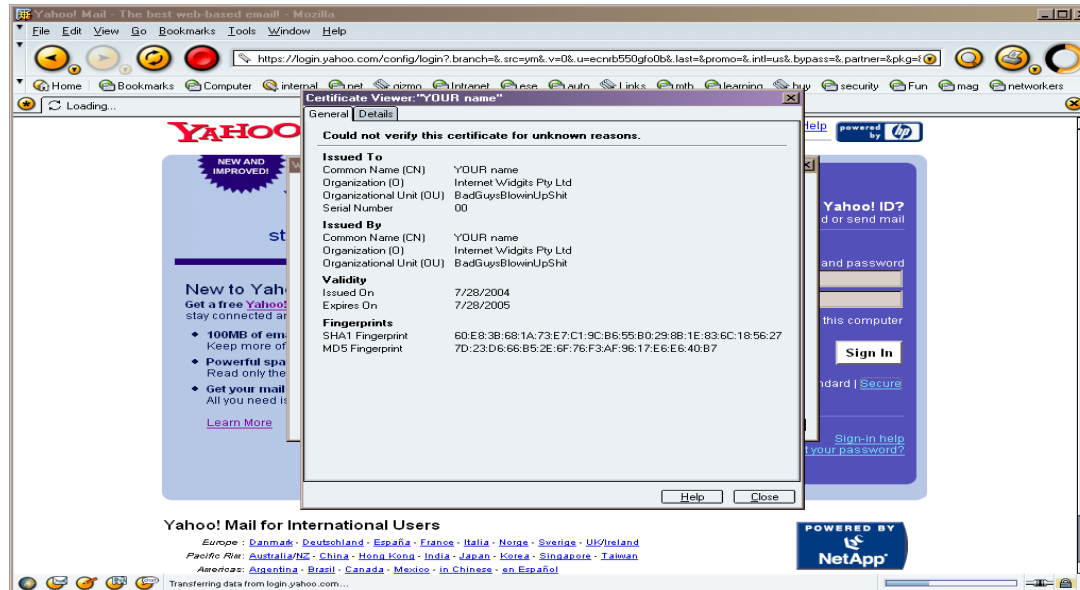 Yahoo! Mail - The best web-based email! - Mozilla
File Edit View Go Bookmarks Tools Window Help
https://login.yahoo.com/config/login?.branch=&.src=ym&.v=0&.u=ecnrb550gfo0b&.last=&promo=&.intl=us&.bypass=&.partner=&pkg=
Home Bookmarks Computer internal net gizmo Intranet ese auto Links mth learning buy security Fun mag networkers
Loading...
Certificate Viewer:"YOUR name"
General Details
Could not verify this certificate for unknown reasons.
Issued To
Common Name (CN) YOUR name
Organization (O) Internet Widgits Pty Ltd
Organizational Unit (OU) BadGuysBlowinUpShit
Serial Number 00
Issued By
Common Name (CN) YOUR name
Organization (O) Internet Widgits Pty Ltd
Organizational Unit (OU) BadGuysBlowinUpShit
Validity
Issued On 7/28/2004
Expires On 7/28/2005
Fingerprints
SHA1 Fingerprint 60:E8:3B:68:1A:73:E7:C1:9C:B6:55:B0:29:8B:1E:83:6C:18:56:27
MD5 Fingerprint 7D:23:D6:66:B5:2E:6F:76:F3:AF:96:17:E6:E6:40:B7
Help Close
YAHOO
Help
powered by hp
NEW AND IMPROVED!
st
New to Yah
Get a free Yahoo!
stay connected an
100MB of em
Keep more of
Powerful spa
Read only the
Get your mail
All you need is
Learn More
Yahoo! ID?
d or send mail
and password
this computer
Sign In
ndard | Secure
Sign-in help
t your password?
Yahoo! Mail for International Users
Europe : Danmark - Deutschland - España - France - Italia - Norge - Sverige - UK/Ireland
Pacific Rim: Australia/NZ - China - Hong Kong - India - Japan - Korea - Singapore - Taiwan
Americas: Argentina - Brasil - Canada - Mexico - in Chinese - en Español
POWERED BY
NetApp
Transferring data from login.yahoo.com...